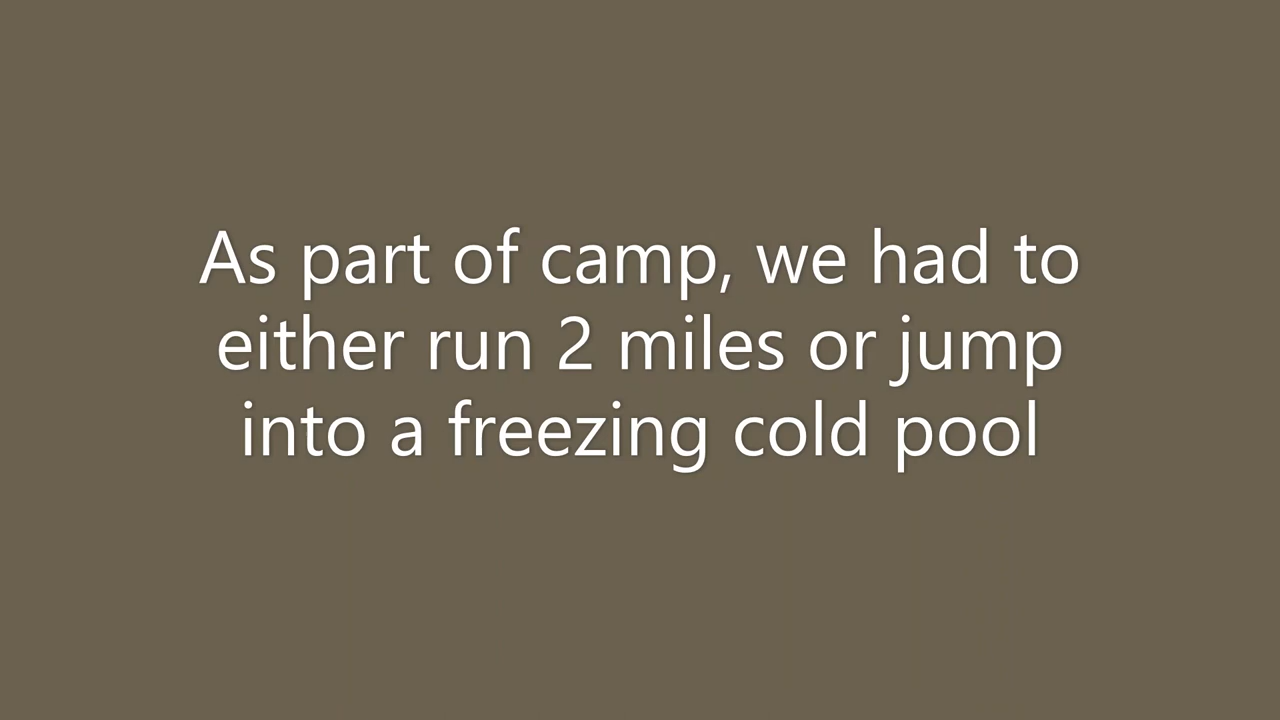 As part of camp, we had to
either run 2 miles or jump
into a freezing cold pool